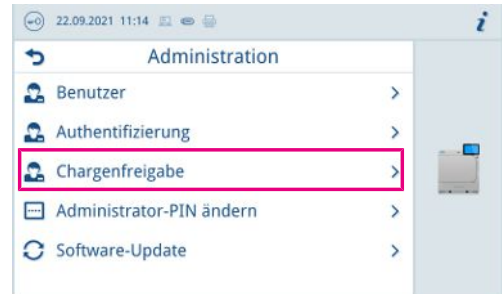 22.09.2021 11:14
Administration
Benutzer
Authentifizierung
Chargenfreigabe
Administrator-PIN ändern
Software-Update